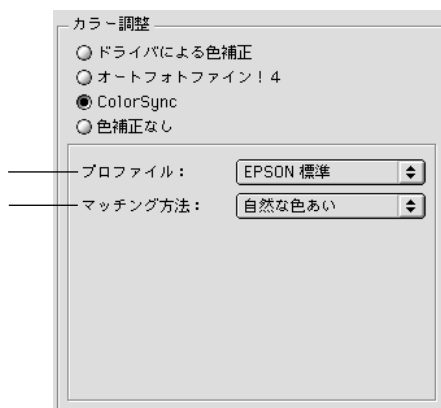 カラー調整
ドライバによる色補正
オートフォトファイン！4
ColorSync
色補正なし
プロファイル： EPSON 標準
マッチング方法： 自然な色あい